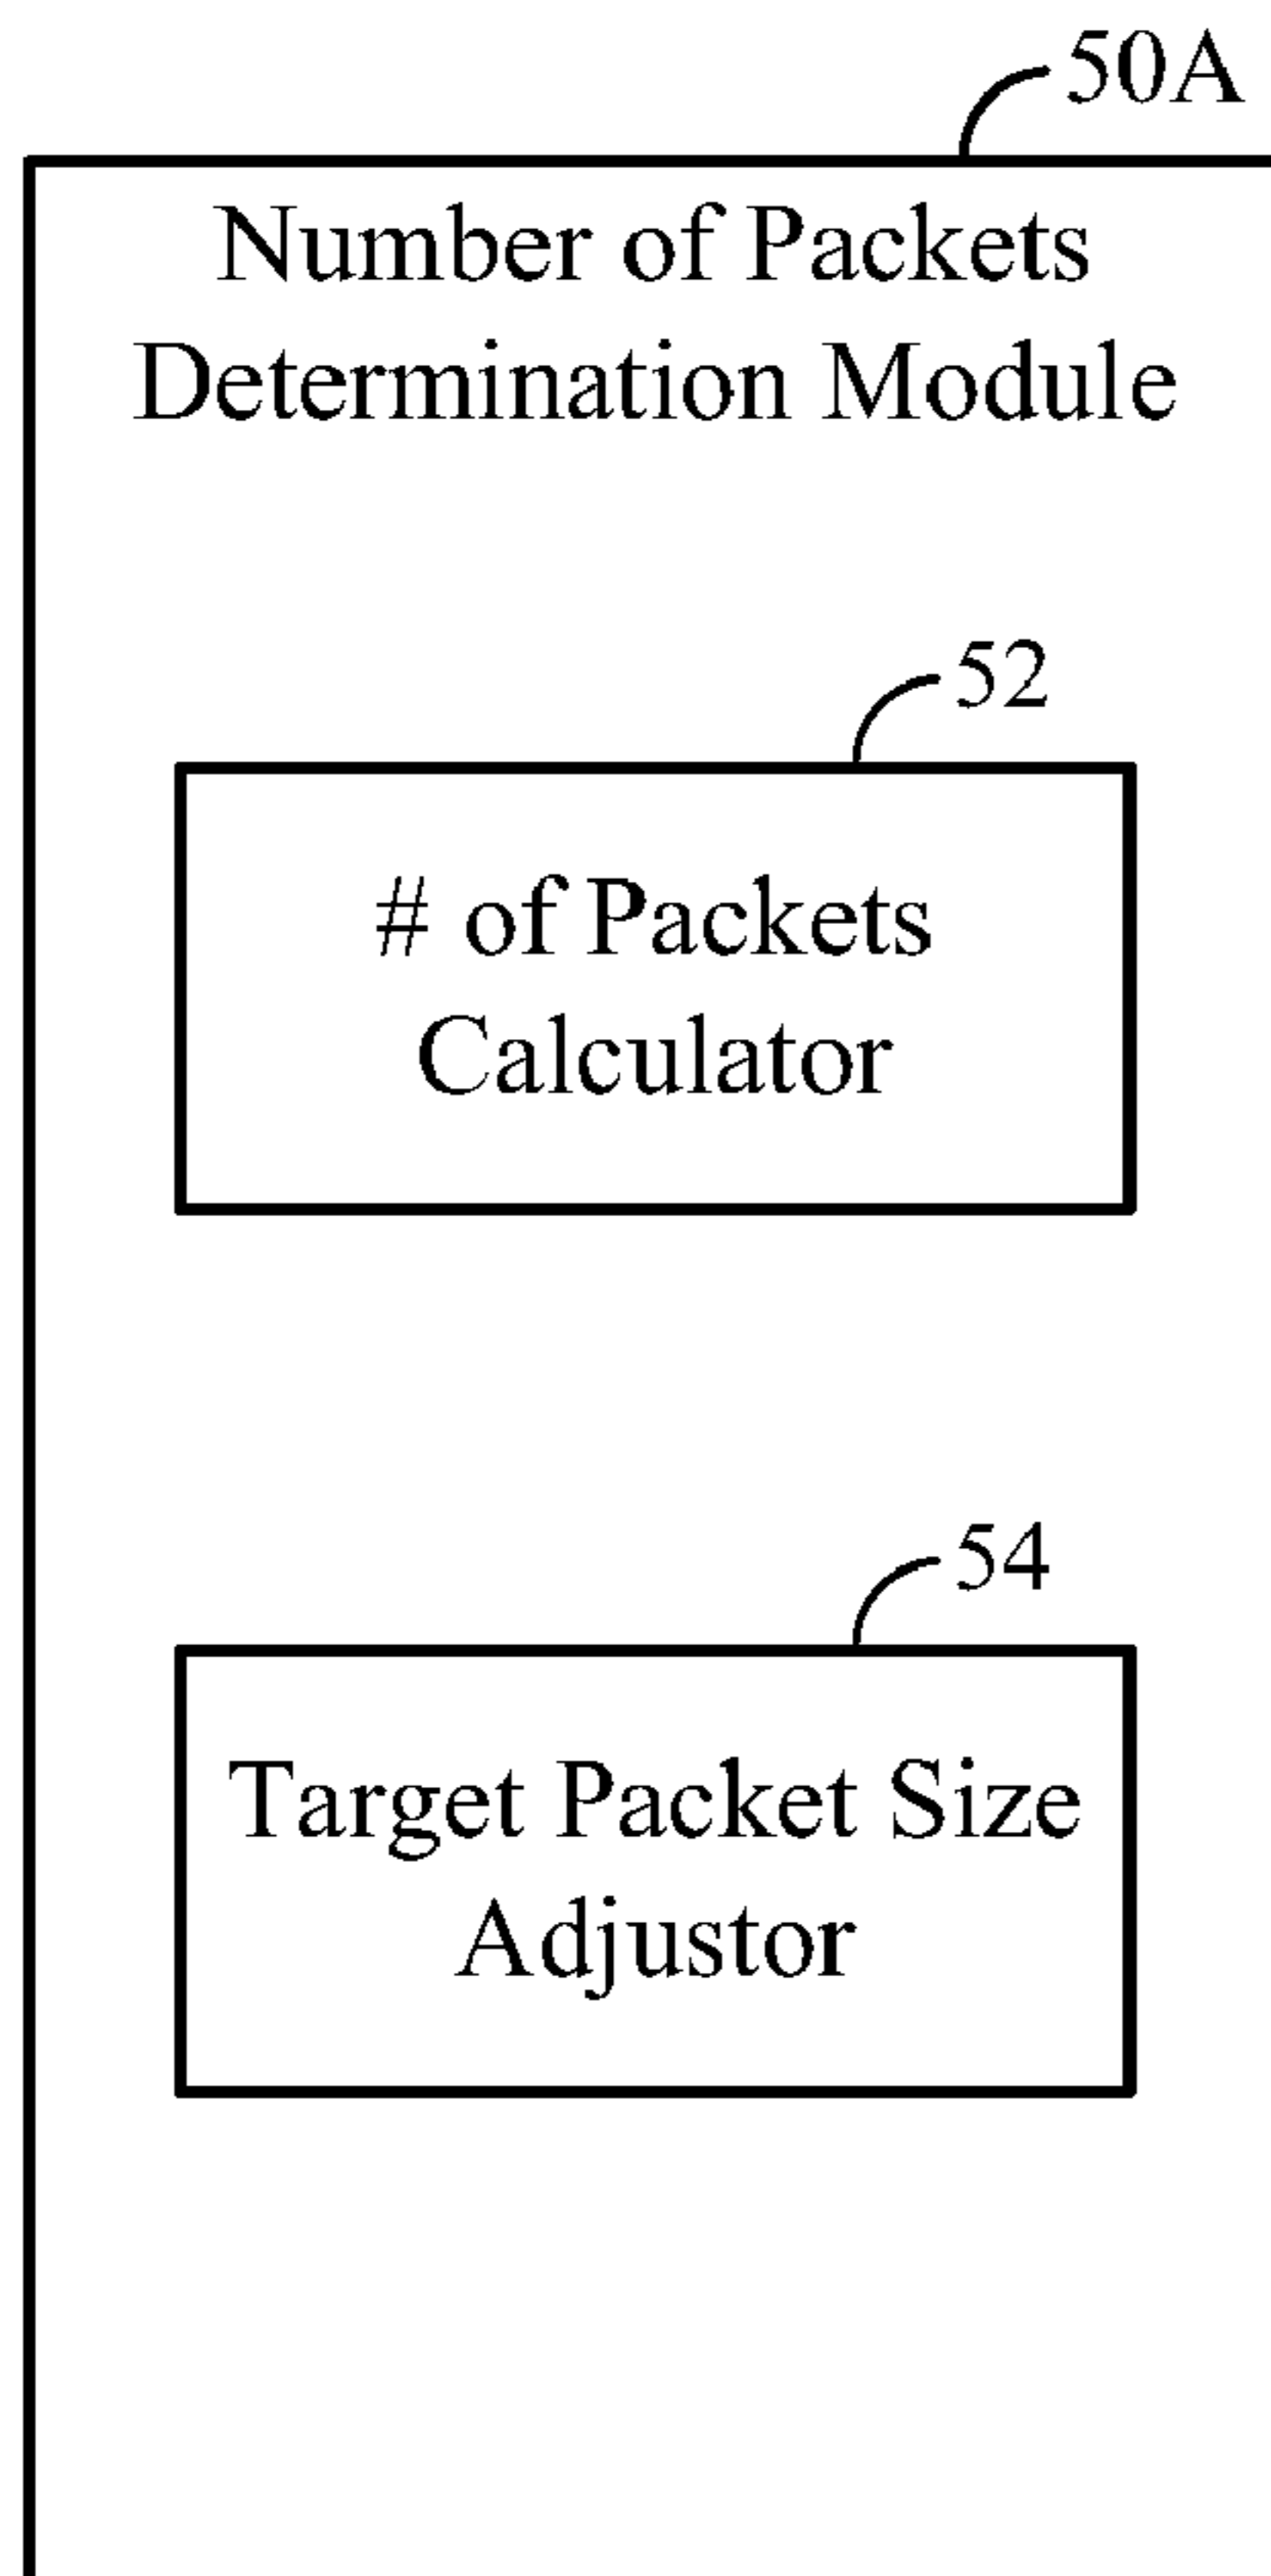 50A
Number of Packets
Determination Module
52
# of Packets
Calculator
54
Target Packet Size
Adjustor